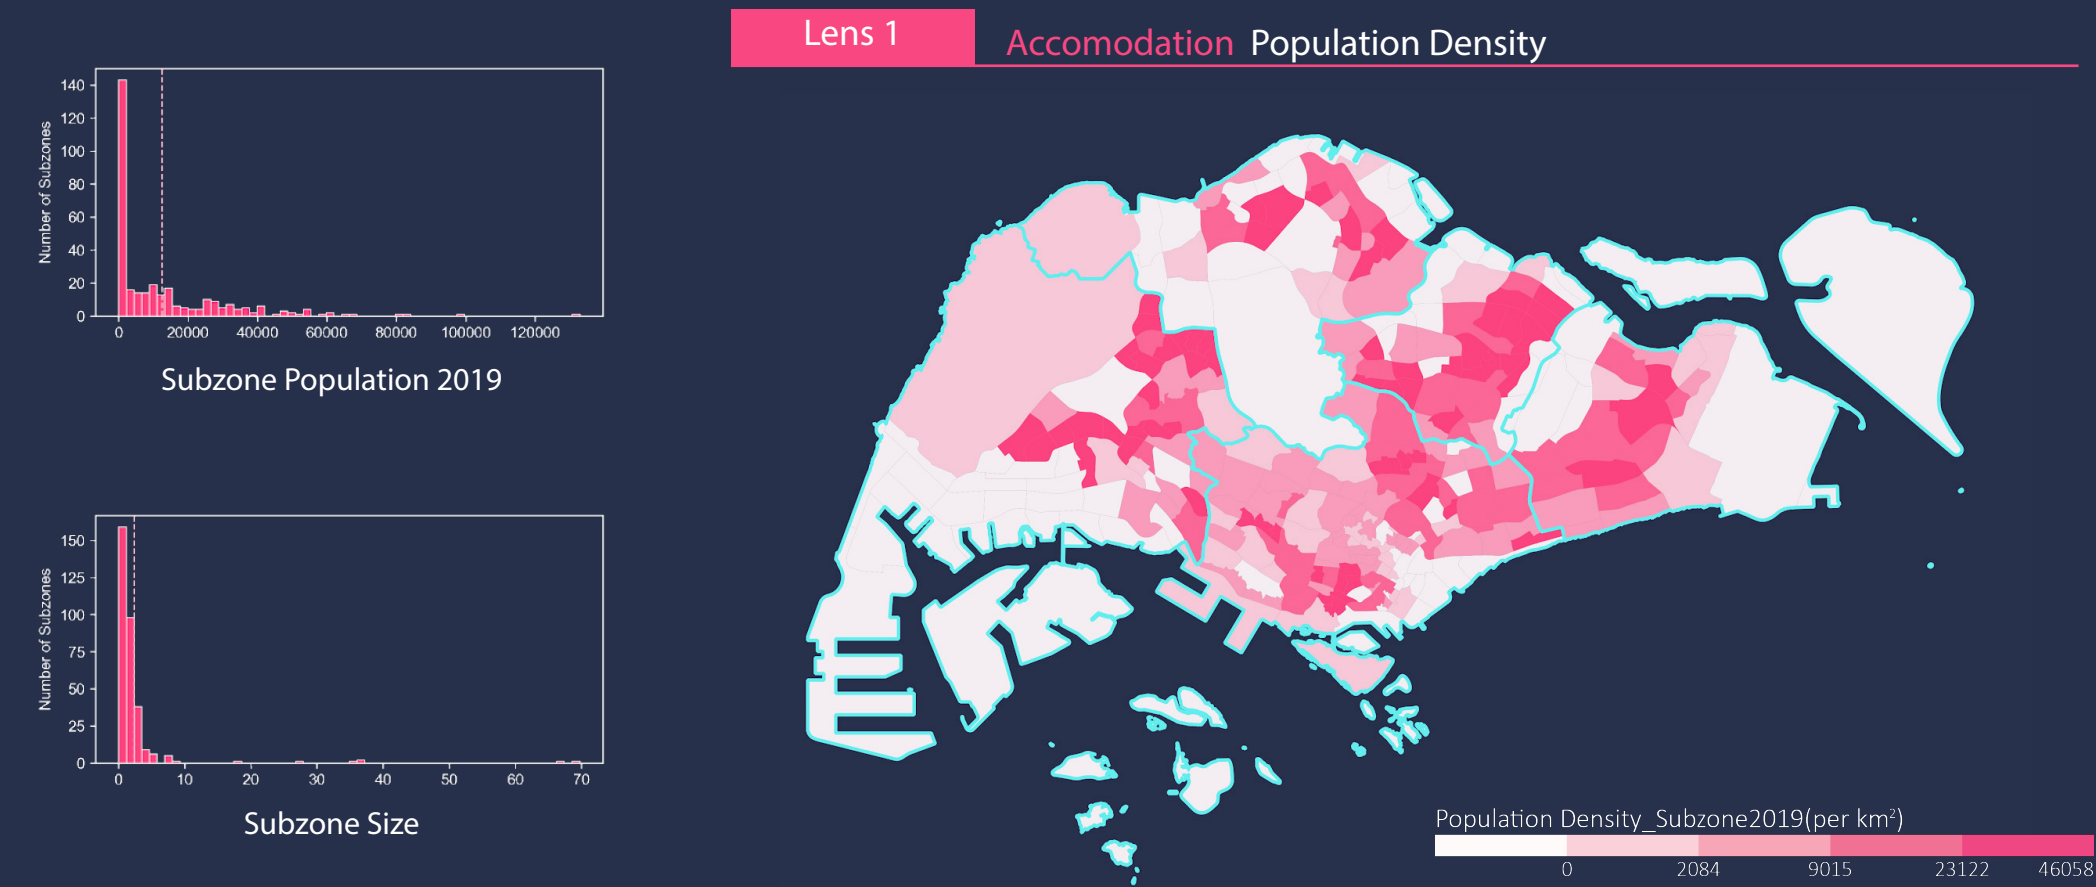 Lens 1
Accomodation Population Density
Number of Subzones
140
120
100
80
60
40
20
0
0 20000 40000 60000 80000 100000 120000
Subzone Population 2019
Number of Subzones
150
125
100
75
50
25
0
0 10 20 30 40 50 60 70
Subzone Size
Population Density_Subzone2019(per km²)
0 2084 9015 23122 46058